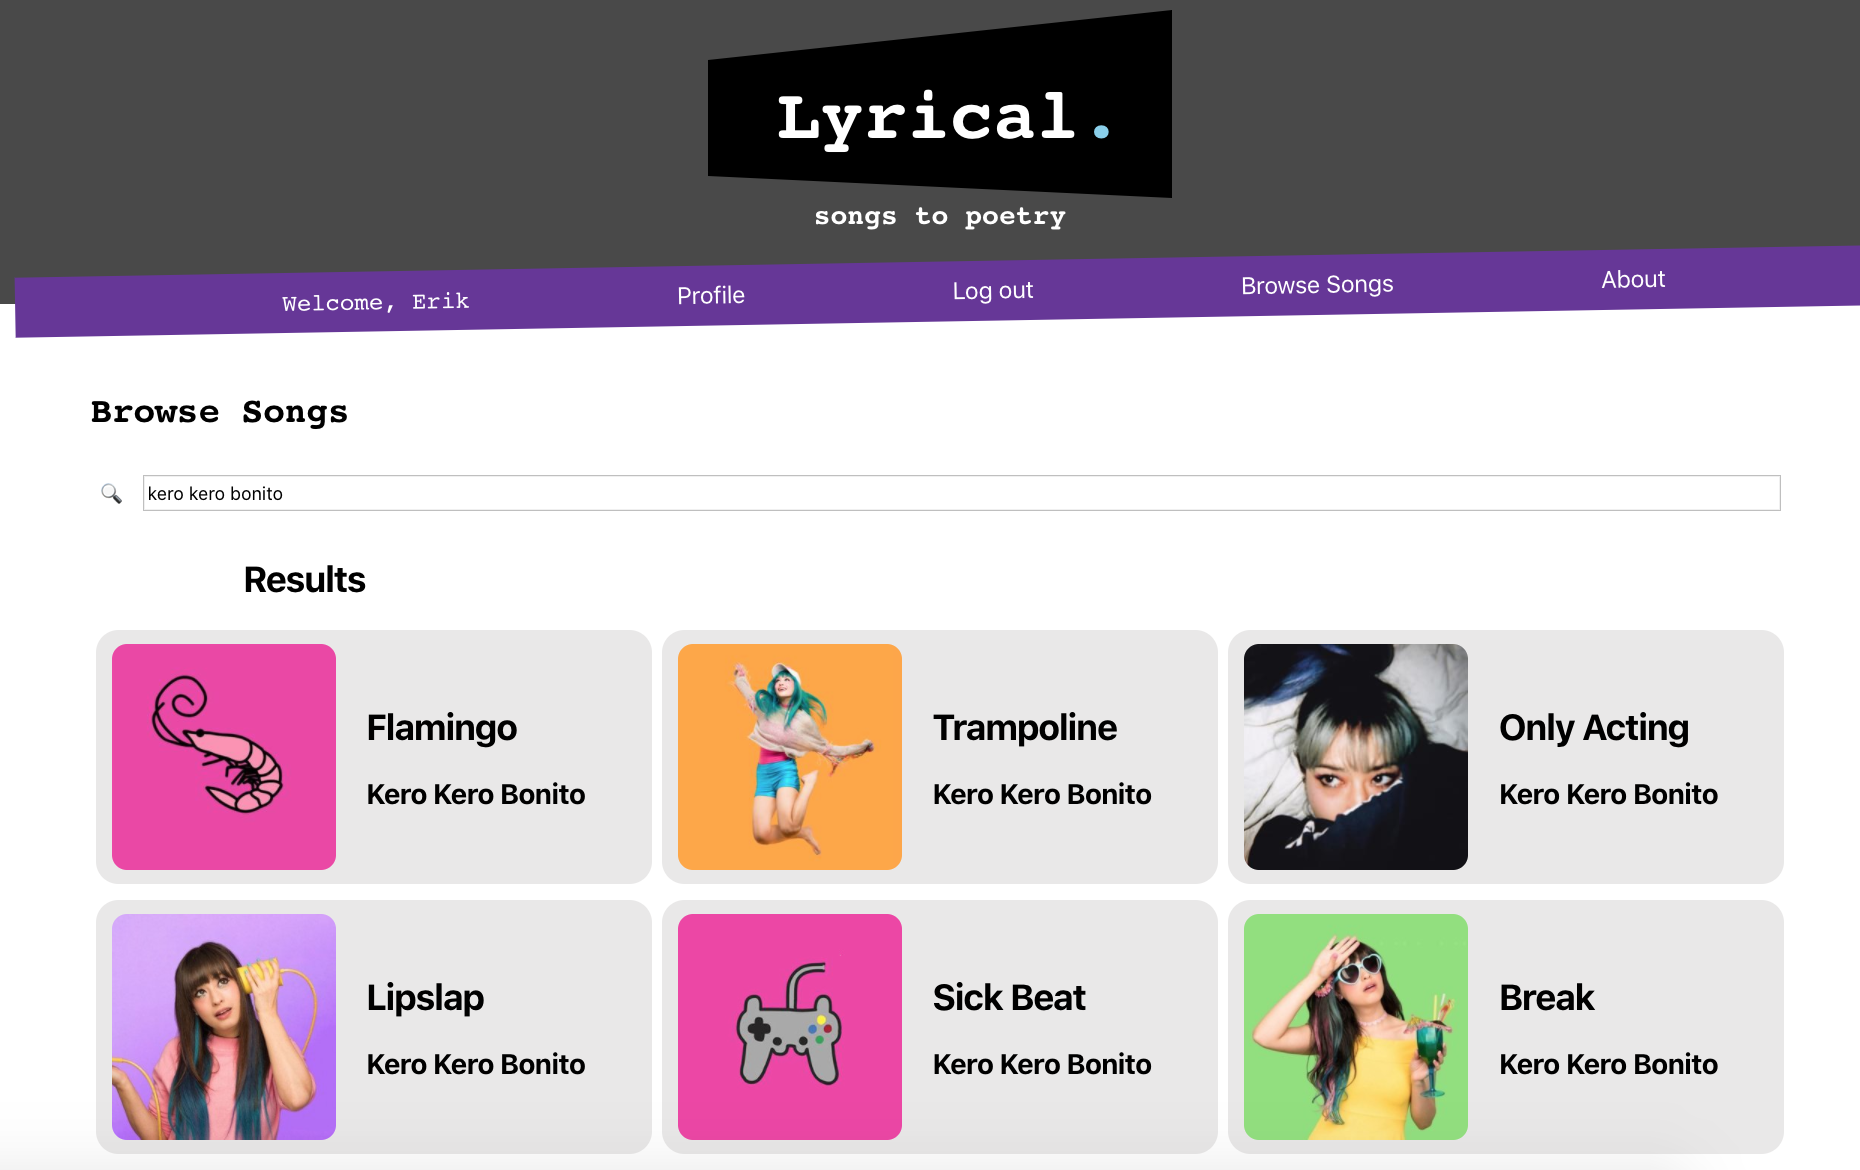 Lyrical.
songs to poetry
Welcome, Erik
Profile
Log out
Browse Songs
About
Browse Songs
kero kero bonito
Results
Flamingo
Kero Kero Bonito
Trampoline
Kero Kero Bonito
Only Acting
Kero Kero Bonito
Lipslap
Kero Kero Bonito
Sick Beat
Kero Kero Bonito
Break
Kero Kero Bonito